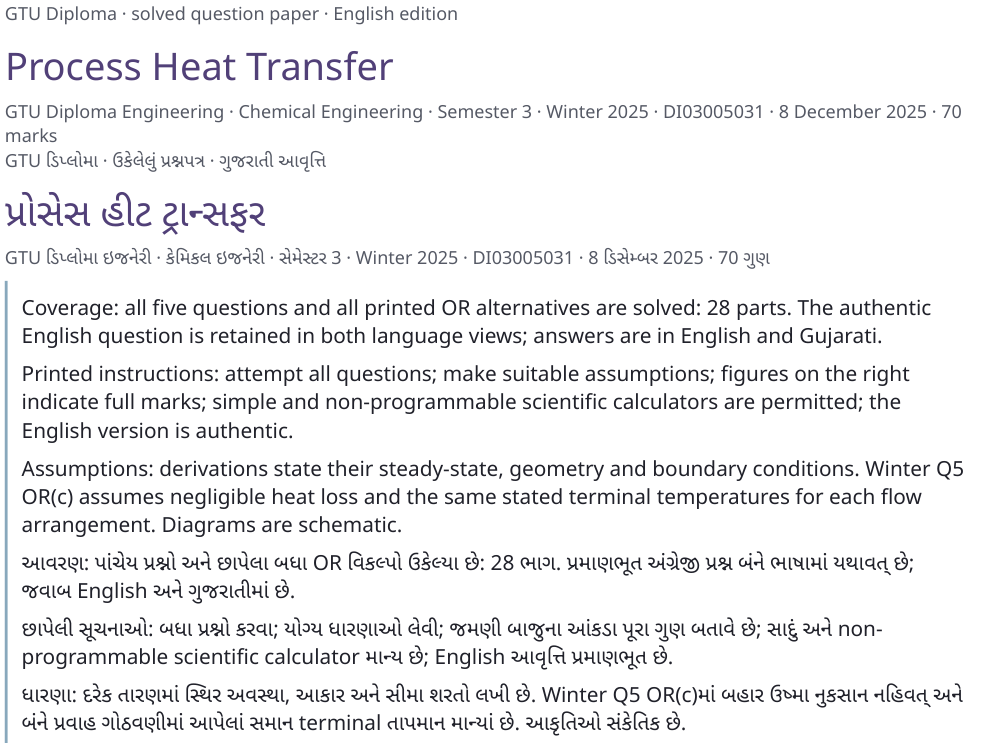 GTU Diploma · solved question paper · English edition
Process Heat Transfer
GTU Diploma Engineering · Chemical Engineering · Semester 3 · Winter 2025 · DI03005031 · 8 December 2025 · 70
marks
GTU ડિપ્લોમા · ઉકેલેલું પ્રશ્નપત્ર · ગુજરાતી આવૃત્તિ
પ્રોસેસ હીટ ટ્રાન્સફર
GTU ડિપ્લોમા ઇજનેરી · કેમિકલ ઇજનેરી · સેમેસ્ટર 3 · Winter 2025 · DI03005031 · 8 ડિસેમ્બર 2025 · 70 ગુણ
Coverage: all five questions and all printed OR alternatives are solved: 28 parts. The authentic
English question is retained in both language views; answers are in English and Gujarati.
Printed instructions: attempt all questions; make suitable assumptions; figures on the right
indicate full marks; simple and non-programmable scientific calculators are permitted; the
English version is authentic.
Assumptions: derivations state their steady-state, geometry and boundary conditions. Winter Q5
OR(c) assumes negligible heat loss and the same stated terminal temperatures for each flow
arrangement. Diagrams are schematic.
આવરણ: પાંચેય પ્રશ્નો અને છાપેલા બધા OR વિકલ્પો ઉકેલ્યા છે: 28 ભાગ. પ્રમાણભૂત અંગ્રેજી પ્રશ્ન બંને ભાષામાં યથાવત્ છે;
જવાબ English અને ગુજરાતીમાં છે.
છાપેલી સૂચનાઓ: બધા પ્રશ્નો કરવા; યોગ્ય ધારણાઓ લેવી; જમણી બાજુના આંકડા પૂરા ગુણ બતાવે છે; સાદું અને non-
programmable scientific calculator માન્ય છે; English આવૃત્તિ પ્રમાણભૂત છે.
ધારણા: દરેક તારણમાં સ્થિર અવસ્થા, આકાર અને સીમા શરતો લખી છે. Winter Q5 OR(c)માં બહાર ઉષ્મા નુકસાન નહિવત્ અને
બંને પ્રવાહ ગોઠવણીમાં આપેલાં સમાન terminal તાપમાન માન્યાં છે. આકૃતિઓ સંકેતિક છે.